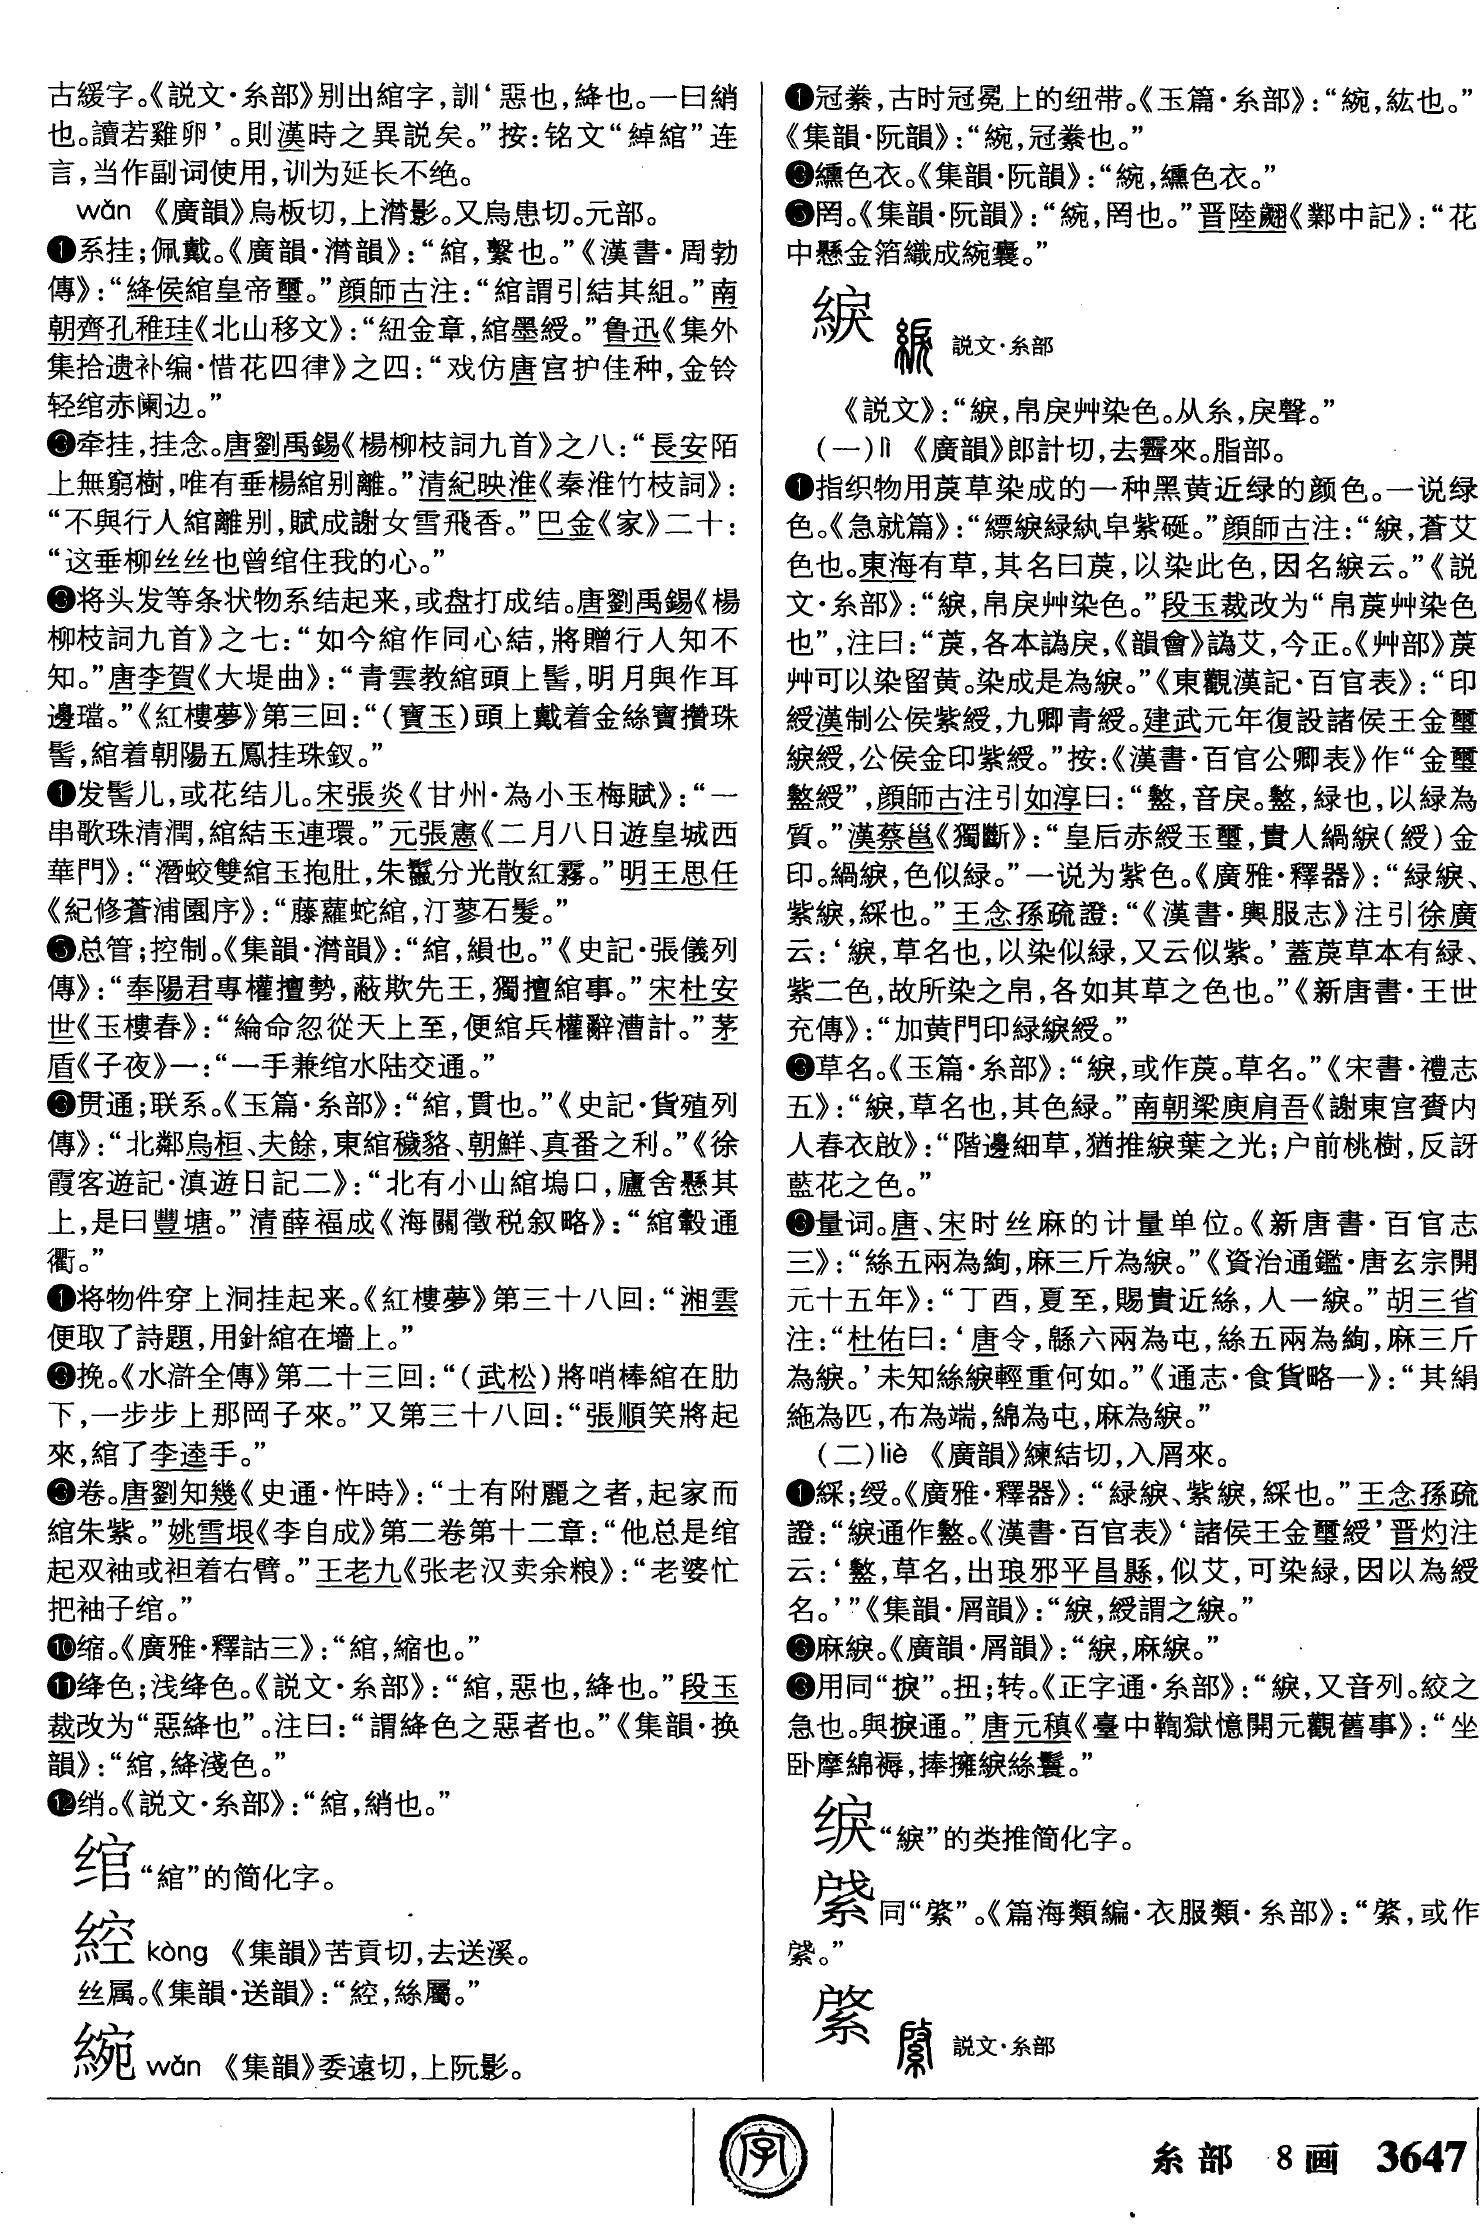 古緩字。《説文·糸部》别出綰字，訓‘惡也，絳也。一曰綃
也。讀若雞卵’。則漢時之異説矣。”按：铭文“綽綰”连
言，当作副词使用，训为延长不绝。
wǎn 《廣韻》烏板切，上潸影。又烏患切。元部。
❶系挂；佩戴。《廣韻·潸韻》：“綰，繫也。”《漢書·周勃
傳》：“絳侯綰皇帝璽。”顔師古注：“綰謂引結其組。”南
朝齊孔稚珪《北山移文》：“紐金章，綰墨綬。”鲁迅《集外
集拾遗补编·惜花四律》之四：“戏仿唐宫护佳种，金铃
轻绾赤阑边。”
❷牵挂，挂念。唐劉禹錫《楊柳枝詞九首》之八：“長安陌
上無窮樹，唯有垂楊綰别離。”清紀映淮《秦淮竹枝詞》：
“不與行人綰離别，賦成謝女雪飛香。”巴金《家》二十：
“这垂柳丝丝也曾绾住我的心。”
❸将头发等条状物系结起来，或盘打成结。唐劉禹錫《楊
柳枝詞九首》之七：“如今綰作同心結，將贈行人知不
知。”唐李賀《大堤曲》：“青雲教綰頭上髻，明月與作耳
邊璫。”《紅樓夢》第三回：“（寶玉）頭上戴着金絲寶攢珠
髻，綰着朝陽五鳳挂珠釵。”
❹发髻儿，或花结儿。宋張炎《甘州·為小玉梅賦》：“一
串歌珠清潤，綰結玉連環。”元張憲《二月八日遊皇城西
華門》：“潛蛟雙綰玉抱肚，朱鬣分光散紅霧。”明王思任
《紀修蒼浦園序》：“藤蘿蛇綰，汀蓼石髮。”
❺总管；控制。《集韻·潸韻》：“綰，緝也。”《史記·張儀列
傳》：“奉陽君專權擅勢，蔽欺先王，獨擅綰事。”宋杜安
世《玉樓春》：“綸命忽從天上至，便綰兵權辭漕計。”茅
盾《子夜》一：“一手兼绾水陆交通。”
❻贯通；联系。《玉篇·糸部》：“綰，貫也。”《史記·貨殖列
傳》：“北鄰烏桓、夫餘，東綰穢貉、朝鮮、真番之利。”《徐
霞客遊記·滇遊日記二》：“北有小山綰塢口，廬舍懸其
上，是曰豐塘。”清薛福成《海關徵税叙略》：“綰轂通
衢。”
❼将物件穿上洞挂起来。《紅樓夢》第三十八回：“湘雲
便取了詩題，用針綰在墻上。”
❽挽。《水滸全傳》第二十三回：“（武松）將哨棒綰在肋
下，一步步上那岡子來。”又第三十八回：“張順笑將起
來，綰了李逵手。”
❾卷。唐劉知幾《史通·忤時》：“士有附麗之者，起家而
綰朱紫。”姚雪垠《李自成》第二卷第十二章：“他总是绾
起双袖或袒着右臂。”王老九《张老汉卖余粮》：“老婆忙
把袖子绾。”
❿缩。《廣雅·釋詁三》：“綰，縮也。”
⓫绛色；浅绛色。《説文·糸部》：“綰，惡也，絳也。”段玉
裁改为“惡絳也”。注曰：“謂絳色之惡者也。”《集韻·换
韻》：“綰，絳淺色。”
⓬绡。《説文·糸部》：“綰，綃也。”
绾“綰”的简化字。
䌾 kòng 《集韻》苦貢切，去送溪。
丝属。《集韻·送韻》：“䌾，絲屬。”
綩 wǎn 《集韻》委遠切，上阮影。
❶冠絭，古时冠冕上的纽带。《玉篇·糸部》：“綩，紘也。”
《集韻·阮韻》：“綩，冠絭也。”
❷纁色衣。《集韻·阮韻》：“綩，纁色衣。”
❸罔。《集韻·阮韻》：“綩，罔也。”晋陸翽《鄴中記》：“花
中懸金箔織成綩囊。”
綟 説文·糸部
《説文》：“綟，帛戾艸染色。从糸，戾聲。”
（一）lì 《廣韻》郎計切，去霽來。脂部。
❶指织物用莀草染成的一种黑黄近绿的颜色。一说绿
色。《急就篇》：“縹綟緑紈皁紫硟。”顔師古注：“綟，蒼艾
色也。東海有草，其名曰莀，以染此色，因名綟云。”《説
文·糸部》：“綟，帛戾艸染色。”段玉裁改为“帛莀艸染色
也”，注曰：“莀，各本譌戾，《韻會》譌艾，今正。《艸部》莀
艸可以染留黄。染成是為綟。”《東觀漢記·百官表》：“印
綬漢制公侯紫綬，九卿青綬。建武元年復設諸侯王金璽
綟綬，公侯金印紫綬。”按：《漢書·百官公卿表》作“金璽
盭綬”，顔師古注引如淳曰：“盭，音戾。盭，緑也，以緑為
質。”漢蔡邕《獨斷》：“皇后赤綬玉璽，貴人緺綟（綬）金
印。緺綟，色似緑。”一说为紫色。《廣雅·釋器》：“緑綟、
紫綟，綵也。”王念孫疏證：“《漢書·輿服志》注引徐廣
云：‘綟，草名也，以染似緑，又云似紫。’蓋莀草本有緑、
紫二色，故所染之帛，各如其草之色也。”《新唐書·王世
充傳》：“加黄門印緑綟綬。”
❷草名。《玉篇·糸部》：“綟，或作莀。草名。”《宋書·禮志
五》：“綟，草名也，其色緑。”南朝梁庾肩吾《謝東宫賚内
人春衣啟》：“階邊細草，猶推綟葉之光；户前桃樹，反訝
藍花之色。”
❸量词。唐、宋时丝麻的计量单位。《新唐書·百官志
三》：“絲五兩為絇，麻三斤為綟。”《資治通鑑·唐玄宗開
元十五年》：“丁酉，夏至，賜貴近絲，人一綟。”胡三省
注：“杜佑曰：‘唐令，緜六兩為屯，絲五兩為絇，麻三斤
為綟。’未知絲綟輕重何如。”《通志·食貨略一》：“其絹
絁為匹，布為端，綿為屯，麻為綟。”
（二）liè 《廣韻》練結切，入屑來。
❶綵；绶。《廣雅·釋器》：“緑綟、紫綟，綵也。”王念孫疏
證：“綟通作盭。《漢書·百官表》‘諸侯王金璽綬’晋灼注
云：‘盭，草名，出琅邪平昌縣，似艾，可染緑，因以為綬
名。’”《集韻·屑韻》：“綟，綬謂之綟。”
❷麻綟。《廣韻·屑韻》：“綟，麻綟。”
❸用同“捩”。扭；转。《正字通·糸部》：“綟，又音列。絞之
急也。與捩通。”唐元稹《臺中鞫獄憶開元觀舊事》：“坐
卧摩綿褥，捧擁綟絲鬟。”
𫄴“綟”的类推简化字。
綮同“綮”。《篇海類編·衣服類·糸部》：“綮，或作
綮。”
綮 説文·糸部
字
糸部 8画 3647